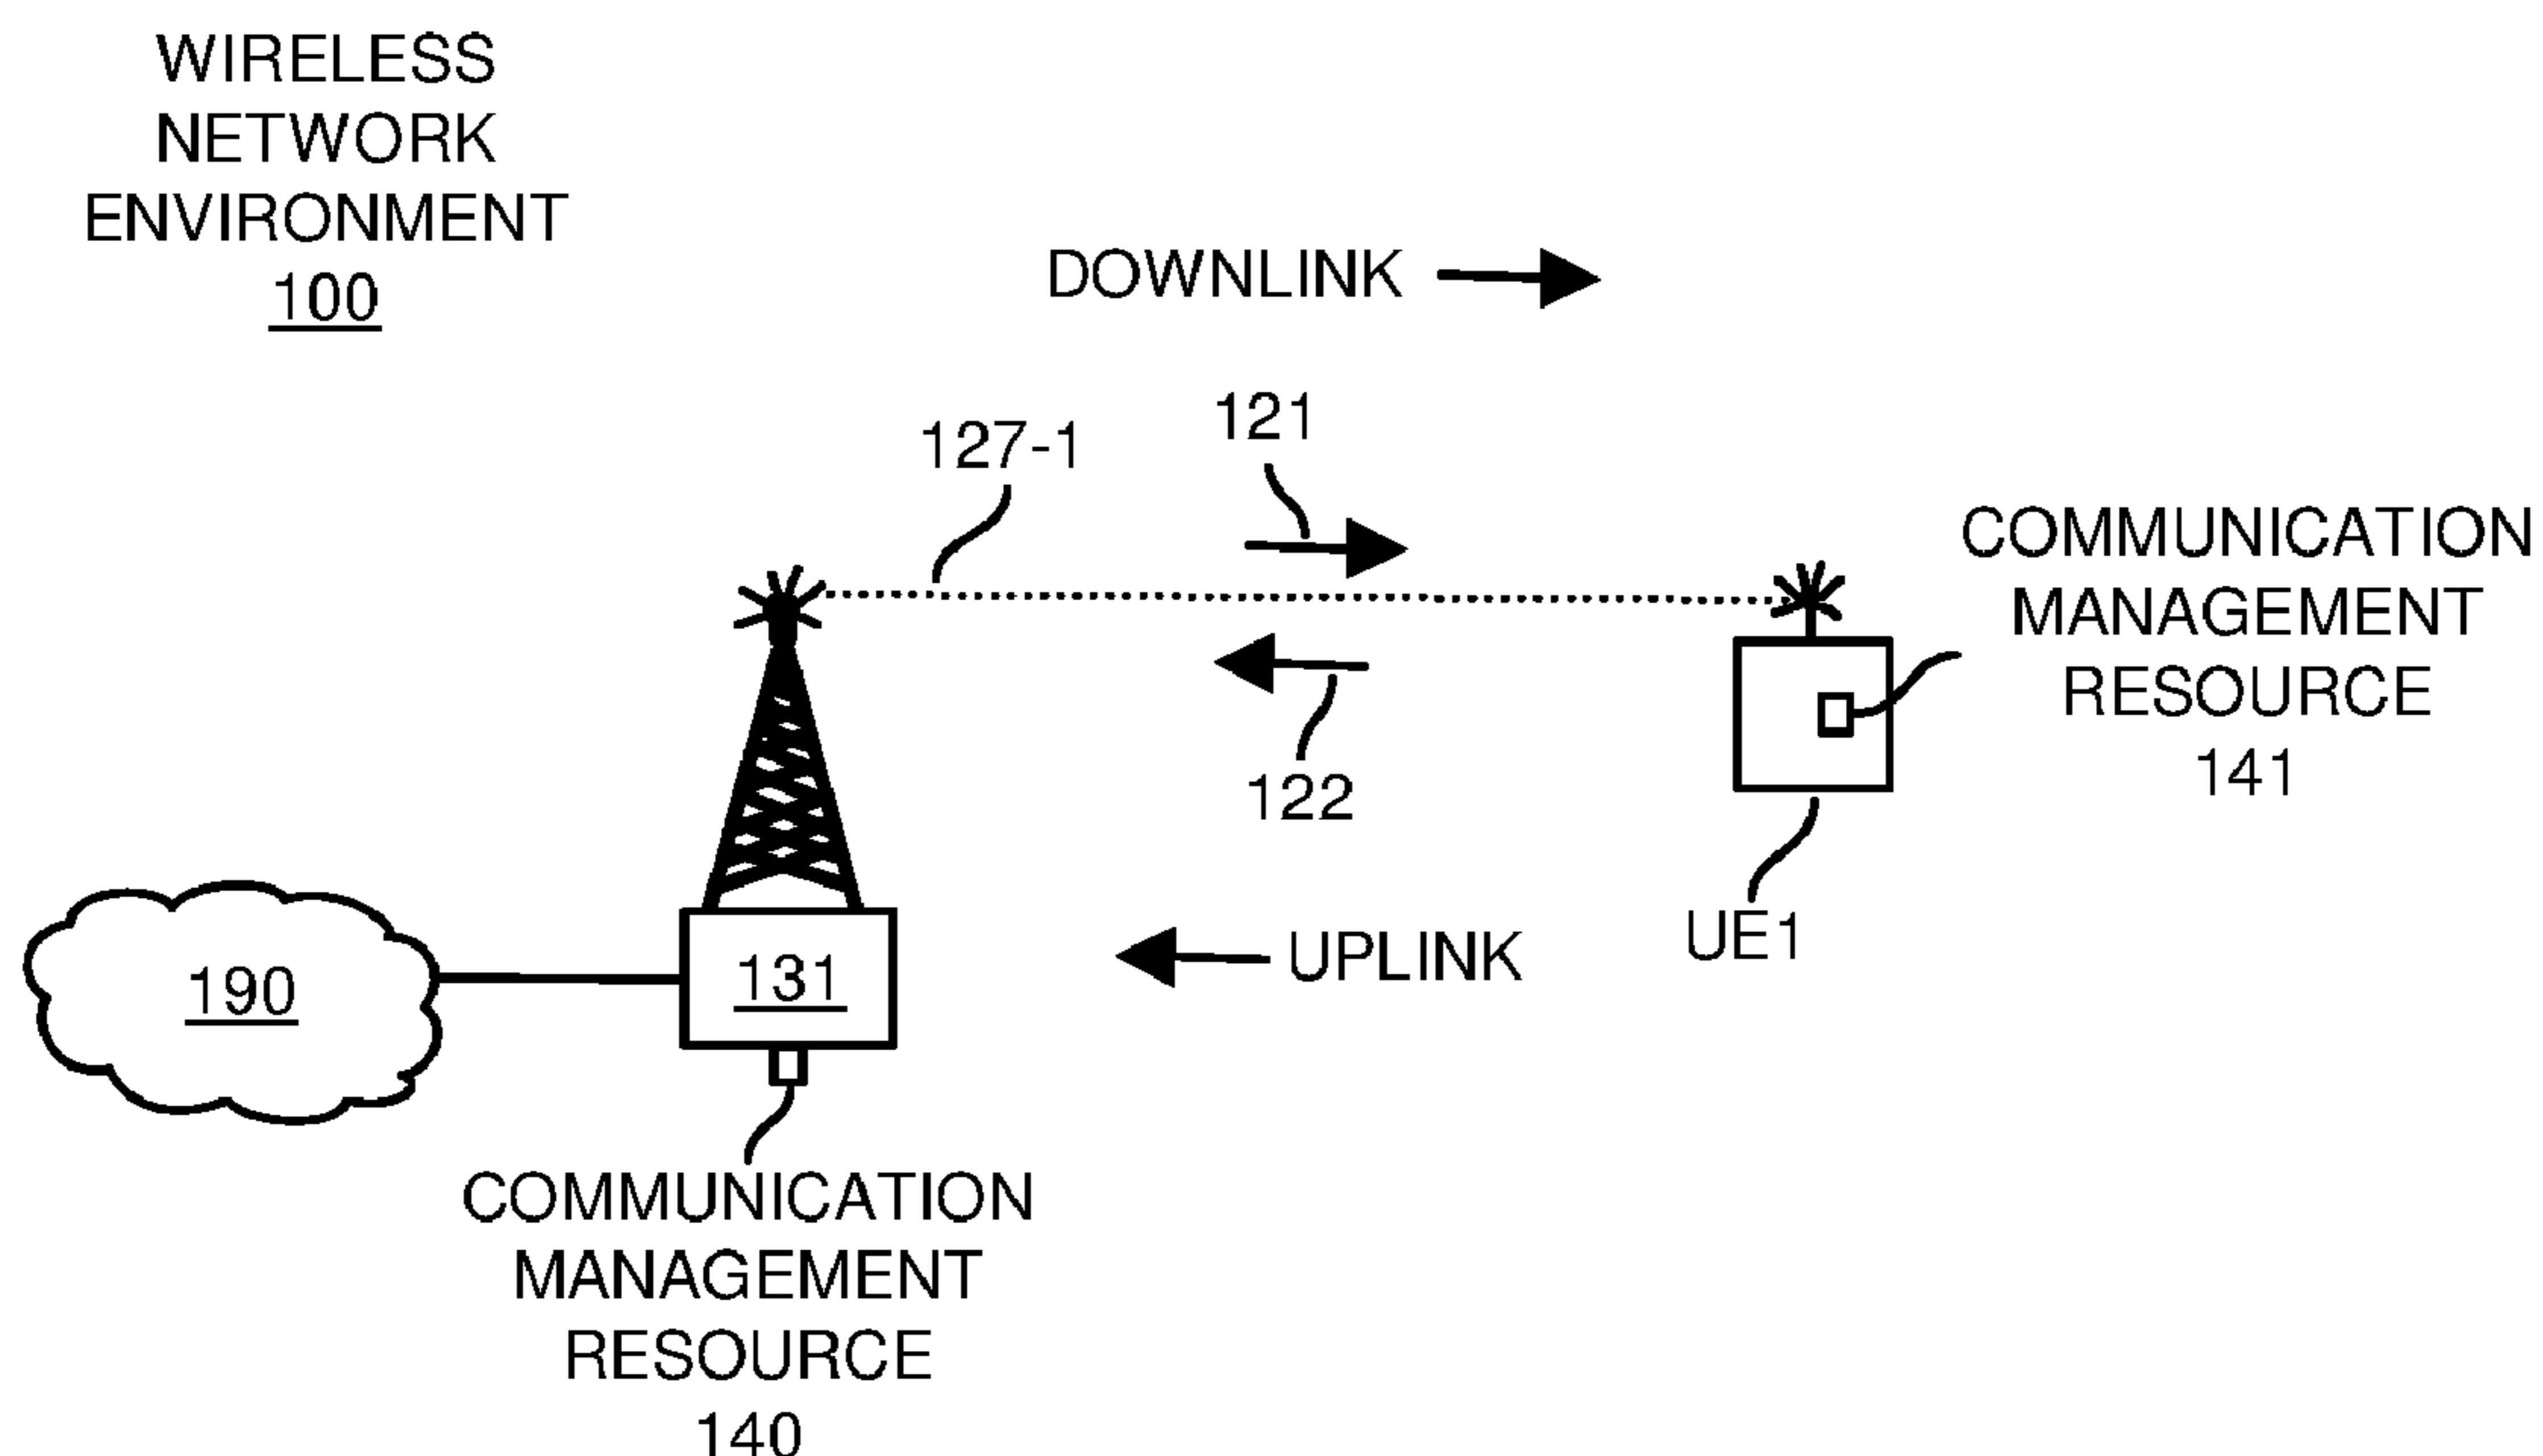 WIRELESS
NETWORK
ENVIRONMENT
100
DOWNLINK
121
127-1
COMMUNICATION
MANAGEMENT
RESOURCE
141
122
UE1
UPLINK
190
131
COMMUNICATION
MANAGEMENT
RESOURCE
140